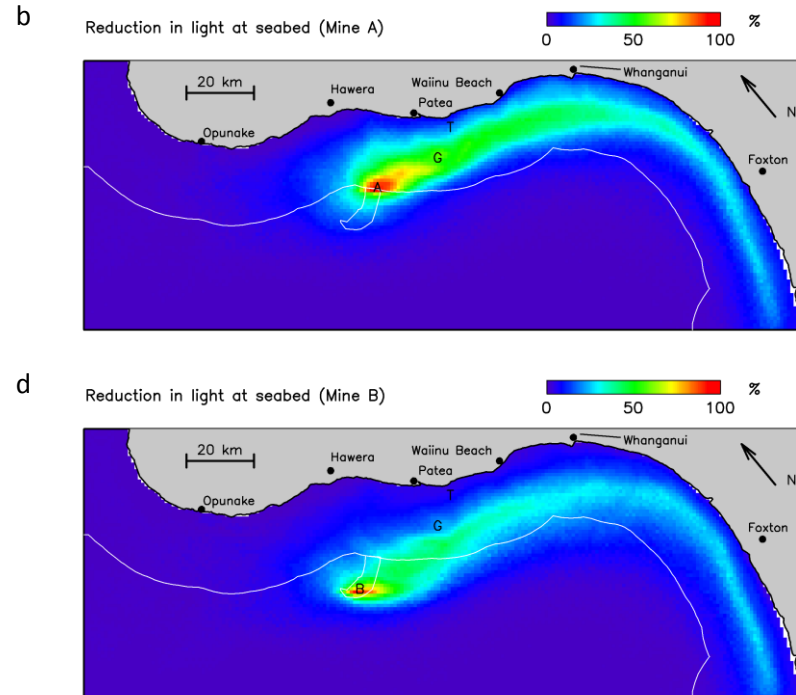 b
Reduction in light at seabed (Mine A)
%
0 50 100
20 km
Hawera
Waiinu Beach
Whanganui
Patea
N
T
Opunake
G
Foxton
A
d
Reduction in light at seabed (Mine B)
%
0 50 100
20 km
Hawera
Waiinu Beach
Whanganui
Patea
N
T
Opunake
G
Foxton
B